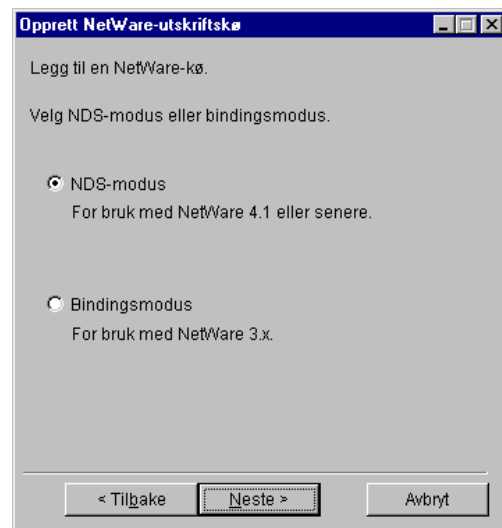 Opprett NetWare-utskriftskø
Legg til en NetWare-kø.
Velg NDS-modus eller bindingsmodus.
NDS-modus
For bruk med NetWare 4.1 eller senere.
Bindingsmodus
For bruk med NetWare 3.x.
< Tilbake Neste > Avbryt